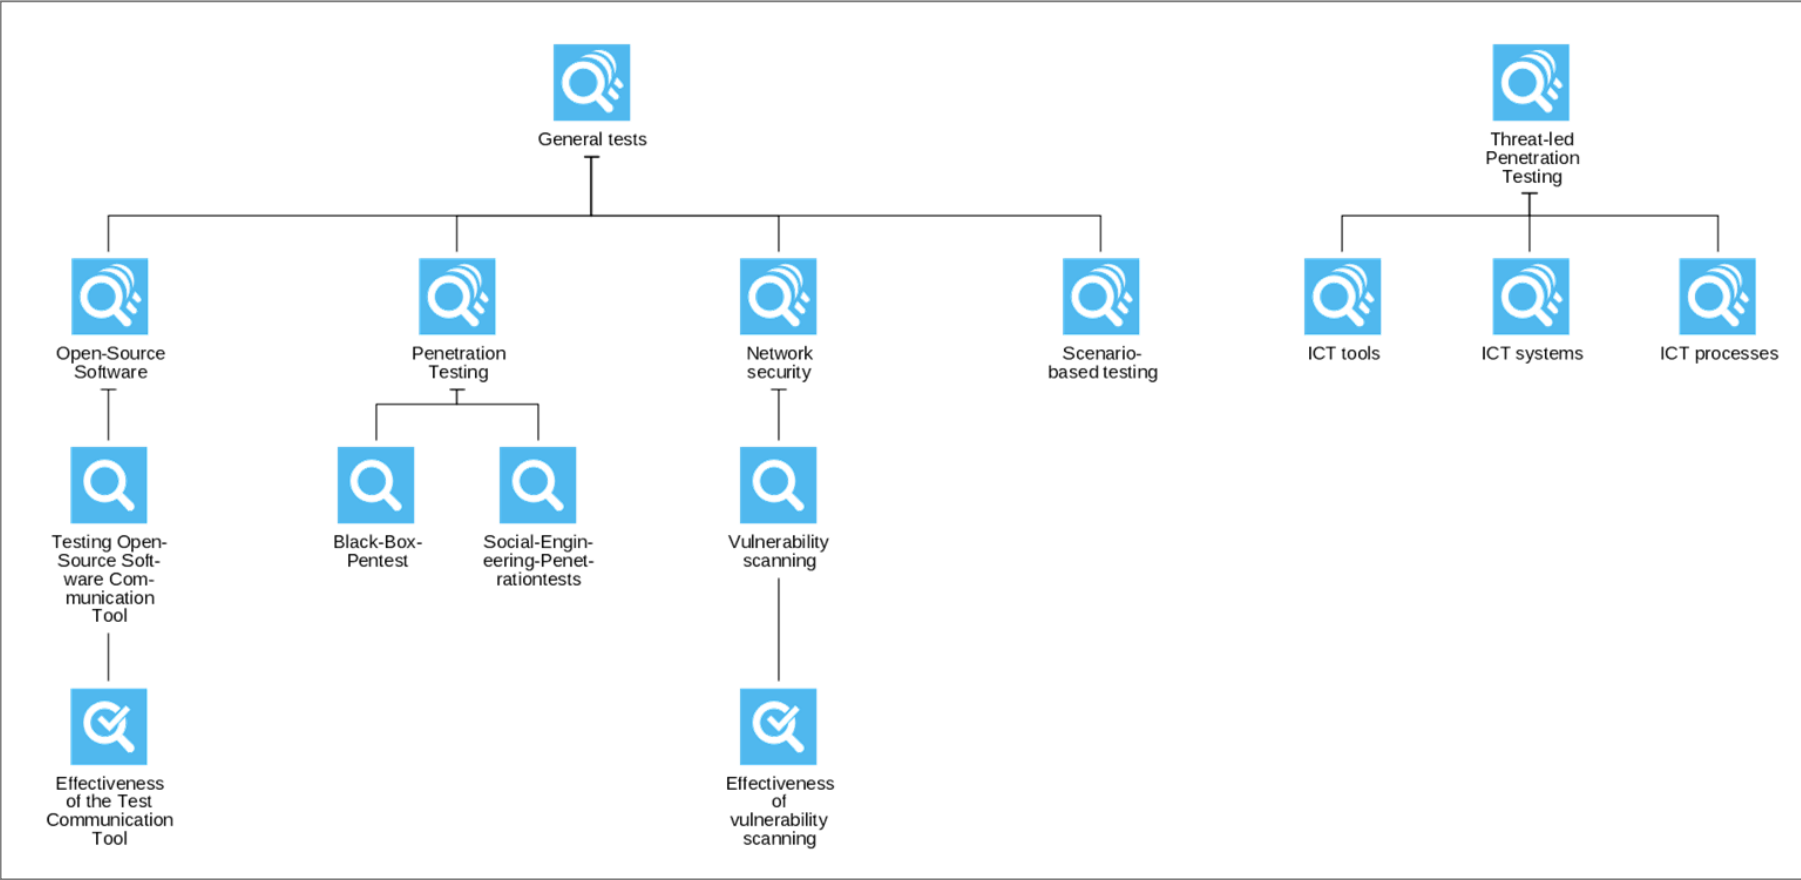 General tests
Threat-led
Penetration
Testing
Open-Source
Software
Penetration
Testing
Network
security
Scenario-
based testing
ICT tools
ICT systems
ICT processes
Testing Open-
Source Soft-
ware Com-
munication
Tool
Black-Box-
Pentest
Social-Engin-
eering-Penet-
rationtests
Vulnerability
scanning
Effectiveness
of the Test
Communication
Tool
Effectiveness
of
vulnerability
scanning